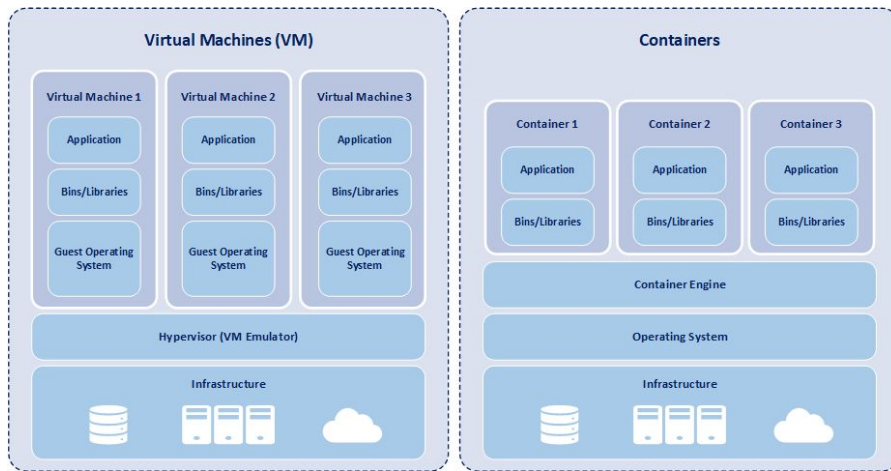 Virtual Machines (VM)
Virtual Machine 1
Application
Bins/Libraries
Guest Operating
System
Virtual Machine 2
Application
Bins/Libraries
Guest Operating
System
Virtual Machine 3
Application
Bins/Libraries
Guest Operating
System
Hypervisor (VM Emulator)
Infrastructure
Containers
Container 1
Application
Bins/Libraries
Container 2
Application
Bins/Libraries
Container 3
Application
Bins/Libraries
Container Engine
Operating System
Infrastructure